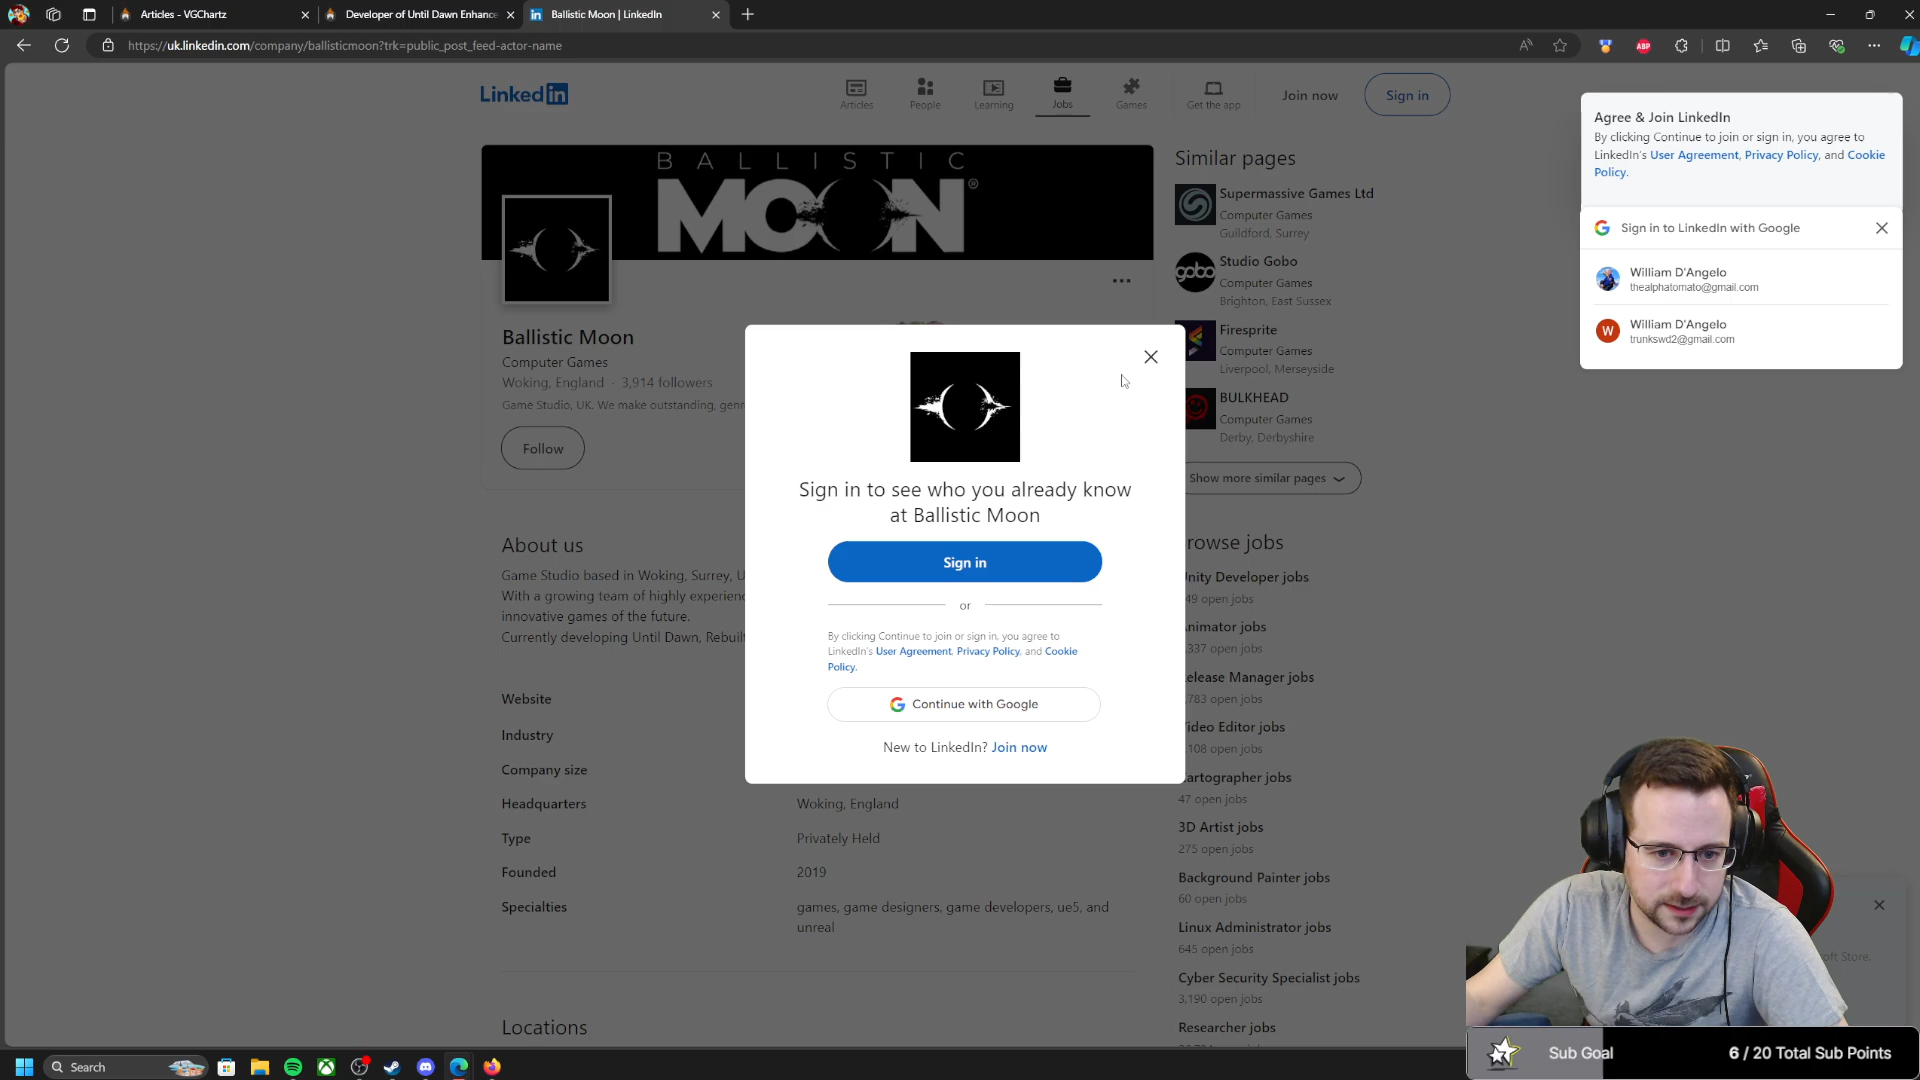 Articles - VGChartz
Developer of Until Dawn Enhance
Ballistic Moon | LinkedIn
https://uk.linkedin.com/company/ballisticmoon?trk=public_post_feed-actor-name
ABP
LinkedIn
Articles
People
Learning
Jobs
Games
Get the app
Join now
Sign in
Agree & Join LinkedIn
By clicking Continue to join or sign in, you agree to
LinkedIn's User Agreement, Privacy Policy, and Cookie
Policy.
Sign in to LinkedIn with Google
William D'Angelo
thealphatomato@gmail.com
W
William D'Angelo
trunkswd2@gmail.com
BALLISTIC
MOON®
Ballistic Moon
Computer Games
Woking, England · 3,914 followers
Game Studio, UK. We make outstanding, genr
Follow
Similar pages
Supermassive Games Ltd
Computer Games
Guildford, Surrey
gobo
Studio Gobo
Computer Games
Brighton, East Sussex
Firesprite
Computer Games
Liverpool, Merseyside
BULKHEAD
Computer Games
Derby, Derbyshire
Show more similar pages
Sign in to see who you already know
at Ballistic Moon
Sign in
or
By clicking Continue to join or sign in, you agree to
LinkedIn's User Agreement, Privacy Policy, and Cookie
Policy.
Continue with Google
New to LinkedIn? Join now
About us
Game Studio based in Woking, Surrey, U
With a growing team of highly experienc
innovative games of the future.
Currently developing Until Dawn, Rebuilt
Website
Industry
Company size
Headquarters
Woking, England
Type
Privately Held
Founded
2019
Specialties
games, game designers, game developers, ue5, and
unreal
Locations
rowse jobs
nity Developer jobs
49 open jobs
nimator jobs
337 open jobs
elease Manager jobs
783 open jobs
ideo Editor jobs
108 open jobs
artographer jobs
47 open jobs
3D Artist jobs
275 open jobs
Background Painter jobs
60 open jobs
Linux Administrator jobs
645 open jobs
Cyber Security Specialist jobs
3,190 open jobs
Researcher jobs
oft Store.
Search
Sub Goal
6 / 20 Total Sub Points